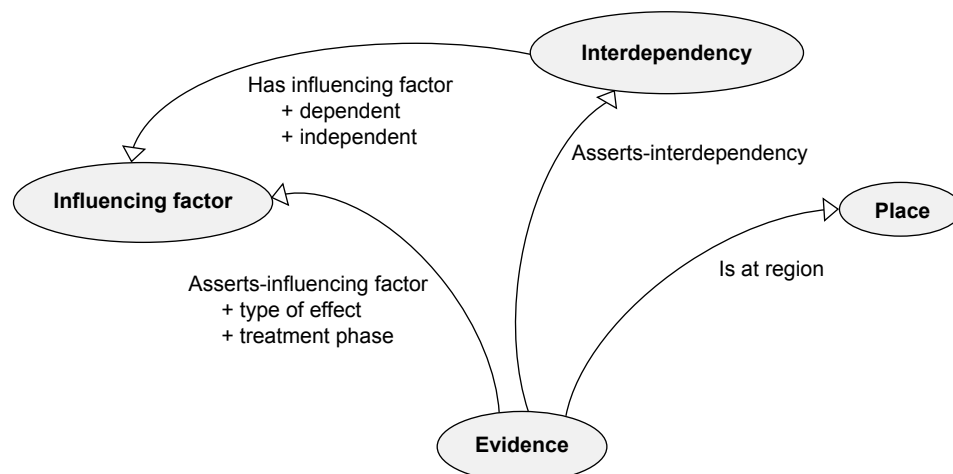 Interdependency
Has influencing factor
+ dependent
+ independent
Asserts-interdependency
Influencing factor
Place
Is at region
Asserts-influencing factor
+ type of effect
+ treatment phase
Evidence